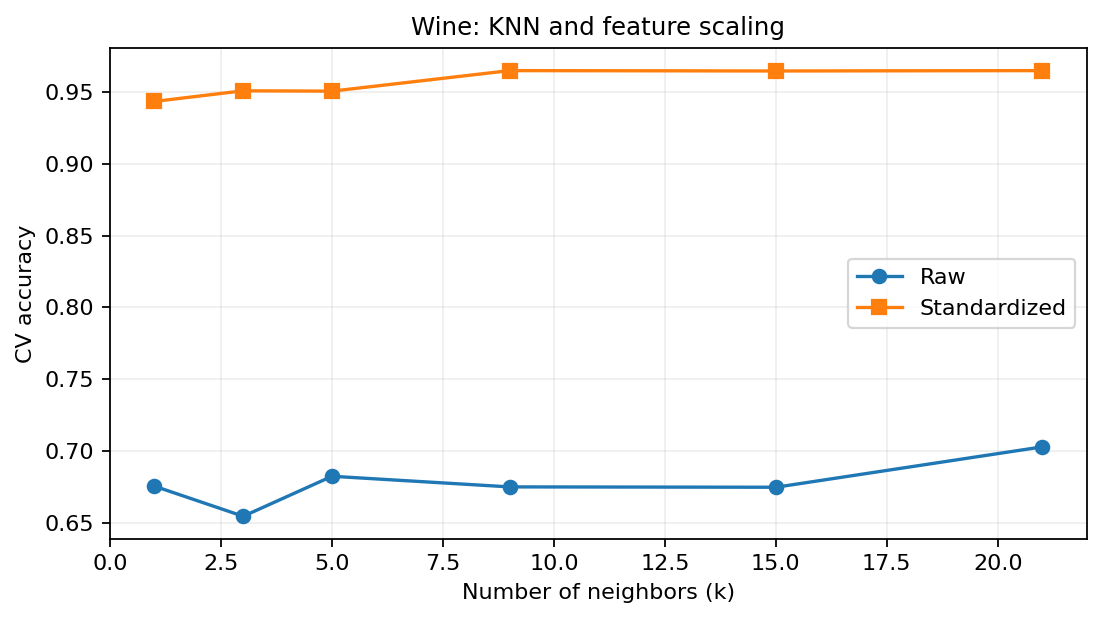 Wine: KNN and feature scaling
CV accuracy
0.95
0.90
0.85
0.80
0.75
0.70
0.65
Raw
Standardized
0.0 2.5 5.0 7.5 10.0 12.5 15.0 17.5 20.0
Number of neighbors (k)